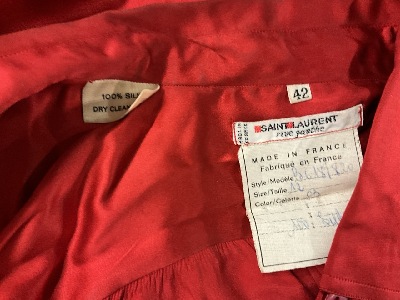 100% SILK
DRY CLEAN
42
SAINT LAURENT
rive gauche
MADE IN FRANCE
Fabriqué en France
Style/Modèle
Size/Taille 42
Color/Coloris